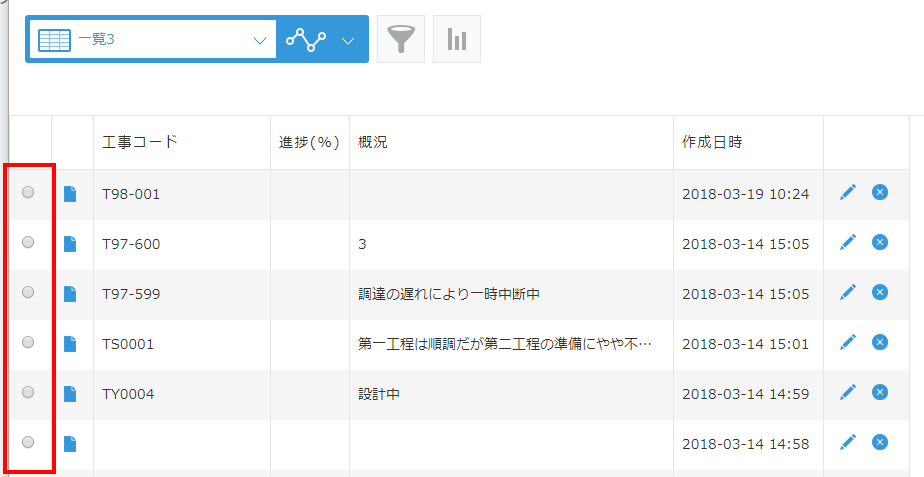 一覧3
工事コード 進捗(%) 概況 作成日時
T98-001 2018-03-19 10:24
T97-600 3 2018-03-14 15:05
T97-599 調達の遅れにより一時中断中 2018-03-14 15:05
TS0001 第一工程は順調だが第二工程の準備にやや不… 2018-03-14 15:01
TY0004 設計中 2018-03-14 14:59
2018-03-14 14:58